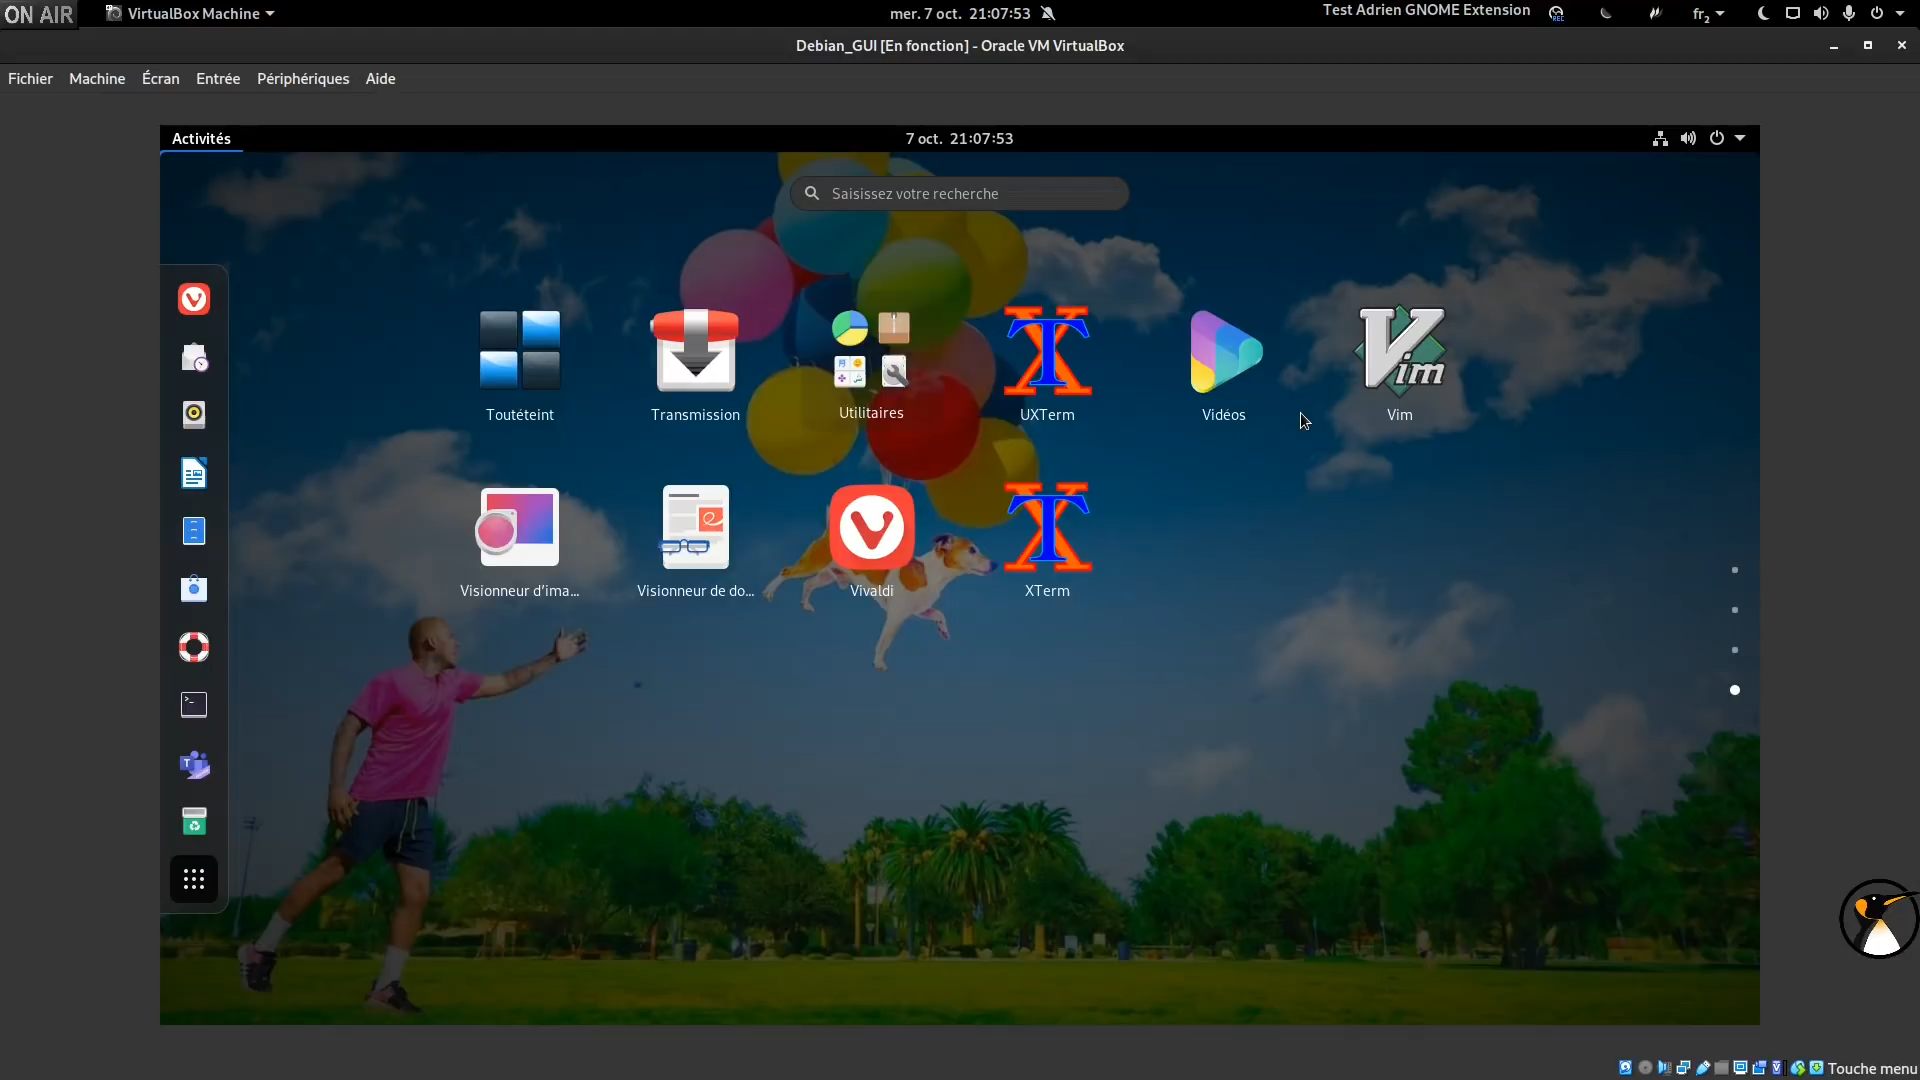 ON AIR
VirtualBox Machine
mer. 7 oct. 21:07:53
Test Adrien GNOME Extension
REC
fr₂
Debian_GUI [En fonction] - Oracle VM VirtualBox
Fichier Machine Écran Entrée Périphériques Aide
Activités
7 oct. 21:07:53
Saisissez votre recherche
Toutéteint
Transmission
Utilitaires
UXTerm
Vidéos
Vim
Visionneur d'ima...
Visionneur de do...
Vivaldi
XTerm
Touche menu